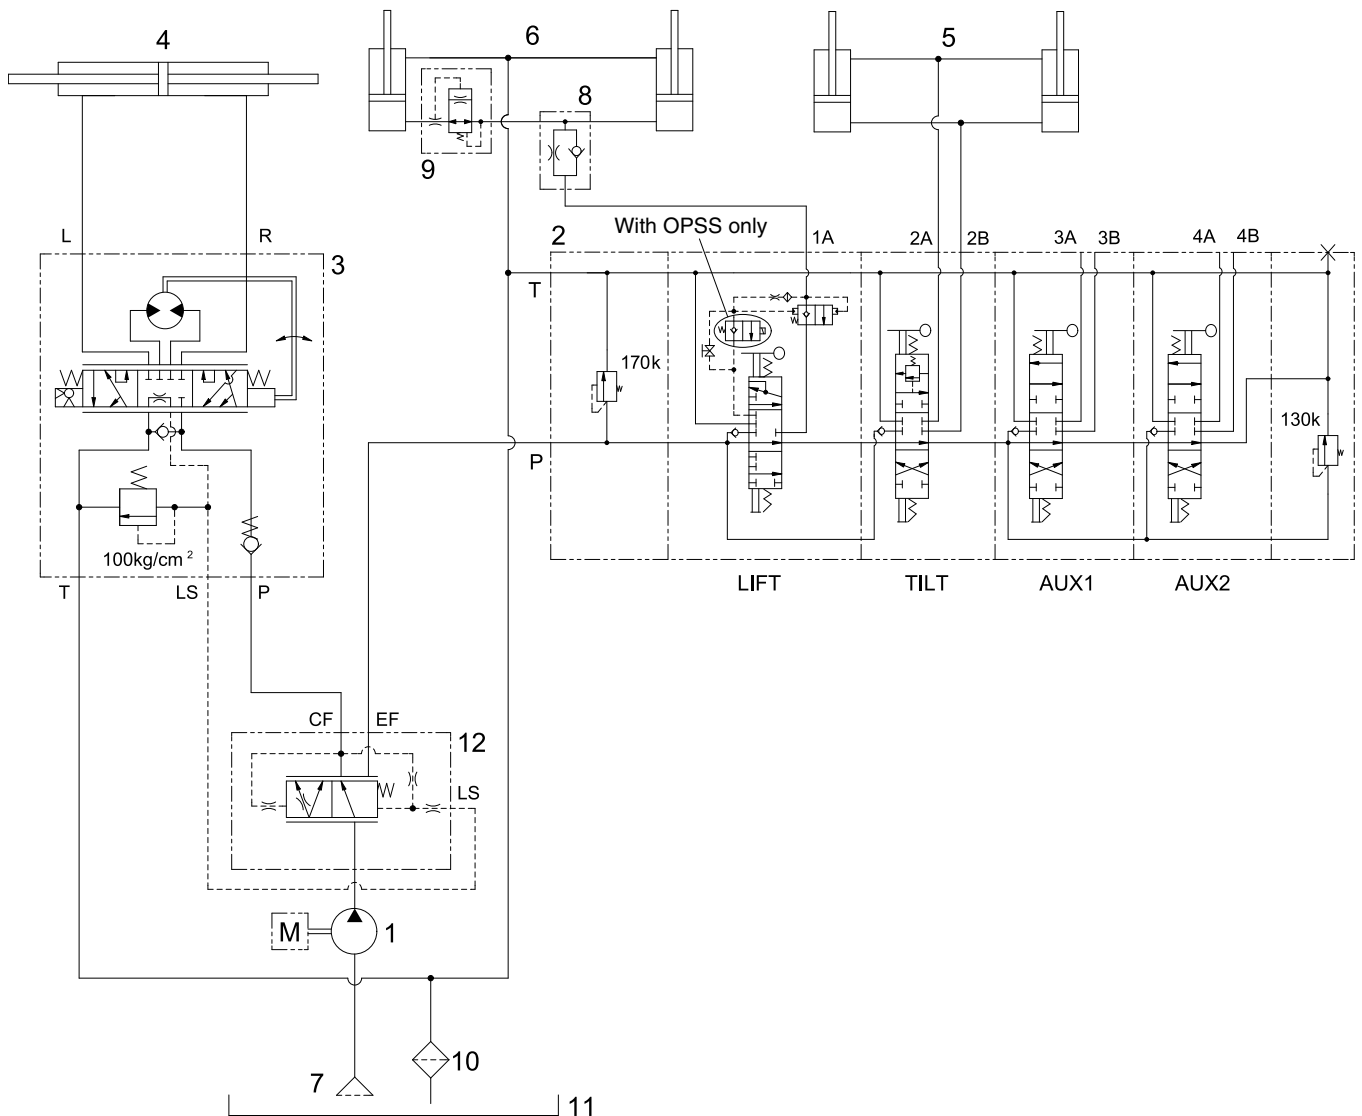 4
6
5
8
9
With OPSS only
L
R
2
1A
2A
2B
3A
3B
4A
4B
3
T
170k
130k
P
100kg/cm²
T
LS
P
LIFT
TILT
AUX1
AUX2
CF
EF
12
LS
M
1
7
10
11